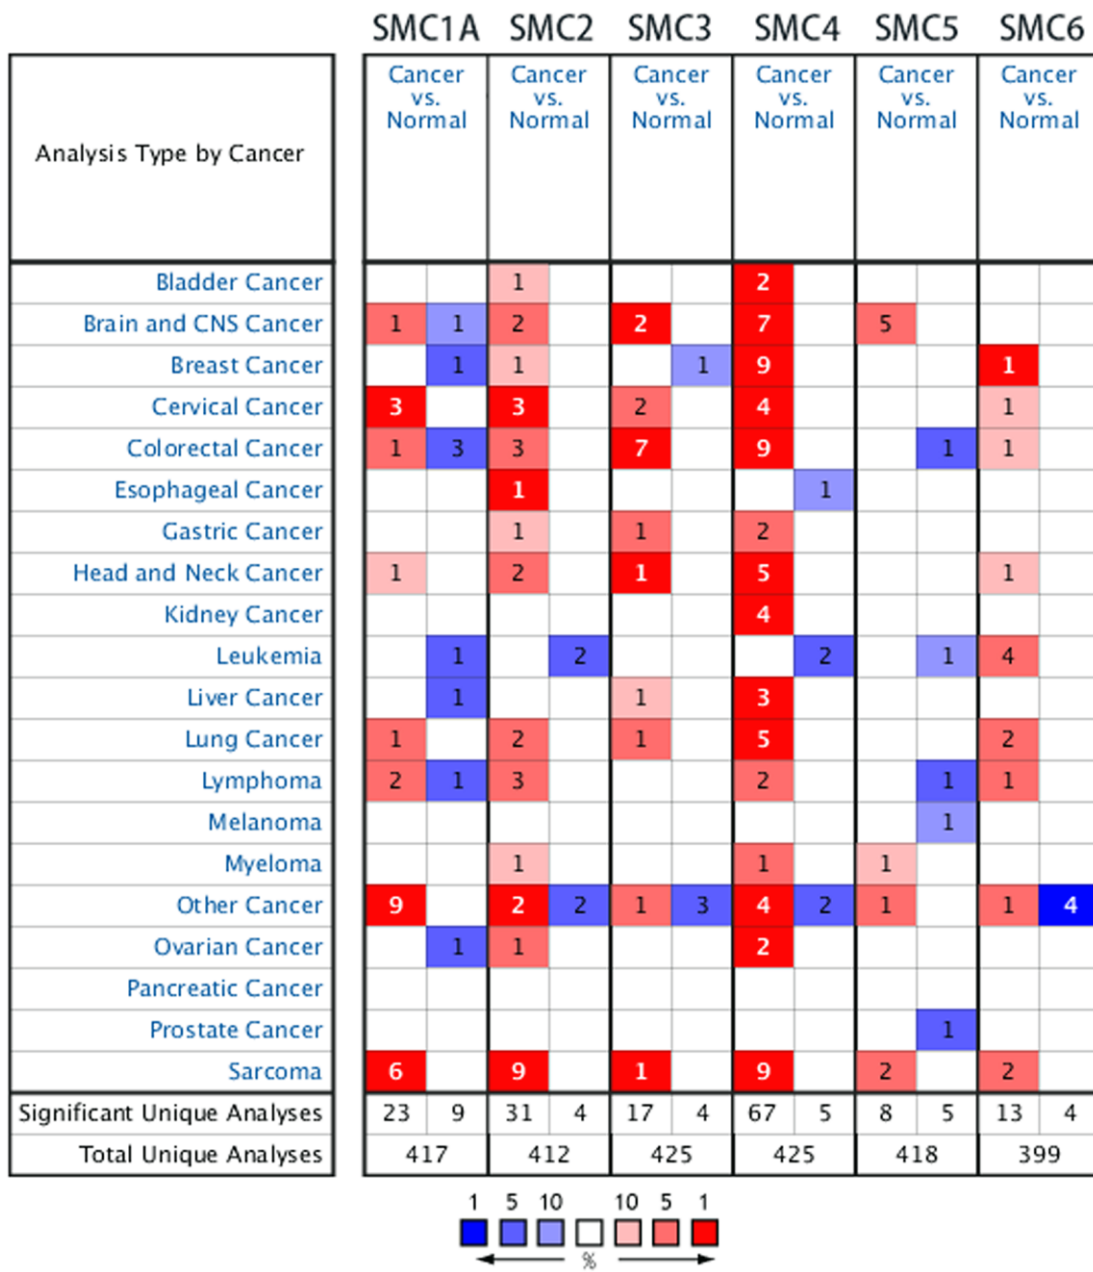 SMC1A SMC2 SMC3 SMC4 SMC5 SMC6
Analysis Type by Cancer
Cancer vs. Normal Cancer vs. Normal Cancer vs. Normal Cancer vs. Normal Cancer vs. Normal Cancer vs. Normal
Bladder Cancer 1 2
Brain and CNS Cancer 1 1 2 2 7 5
Breast Cancer 1 1 1 9 1
Cervical Cancer 3 3 2 4 1
Colorectal Cancer 1 3 3 7 9 1 1
Esophageal Cancer 1 1
Gastric Cancer 1 1 2
Head and Neck Cancer 1 2 1 5 1
Kidney Cancer 4
Leukemia 1 2 2 1 4
Liver Cancer 1 1 3
Lung Cancer 1 2 1 5 2
Lymphoma 2 1 3 2 1 1
Melanoma 1
Myeloma 1 1 1
Other Cancer 9 2 2 1 3 4 2 1 1 4
Ovarian Cancer 1 1 2
Pancreatic Cancer
Prostate Cancer 1
Sarcoma 6 9 1 9 2 2
Significant Unique Analyses 23 9 31 4 17 4 67 5 8 5 13 4
Total Unique Analyses 417 412 425 425 418 399
1 5 10 10 5 1
%